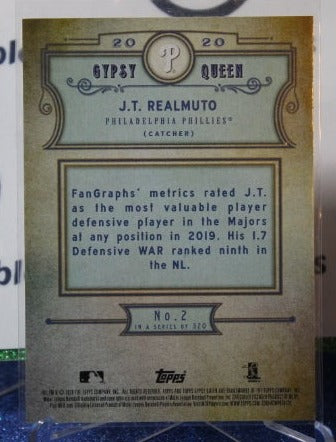 20 P 20
GYPSY QUEEN
J.T. REALMUTO
PHILADELPHIA PHILLIES®
(CATCHER)
FanGraphs' metrics rated J.T.
as the most valuable player
defensive player in the Majors
at any position in 2019. His 1.7
Defensive WAR ranked ninth in
the NL.
No. 2
IN A SERIES OF 320
Topps